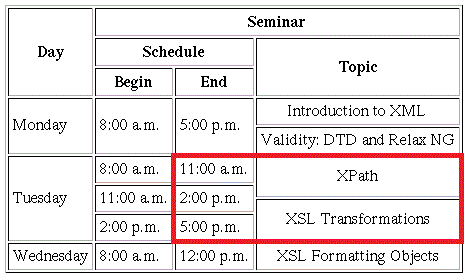 Day
Seminar
Schedule
Topic
Begin
End
Monday
8:00 a.m.
5:00 p.m.
Introduction to XML
Validity: DTD and Relax NG
Tuesday
8:00 a.m.
11:00 a.m.
XPath
11:00 a.m.
2:00 p.m.
XSL Transformations
2:00 p.m.
5:00 p.m.
Wednesday
8:00 a.m.
12:00 p.m.
XSL Formatting Objects